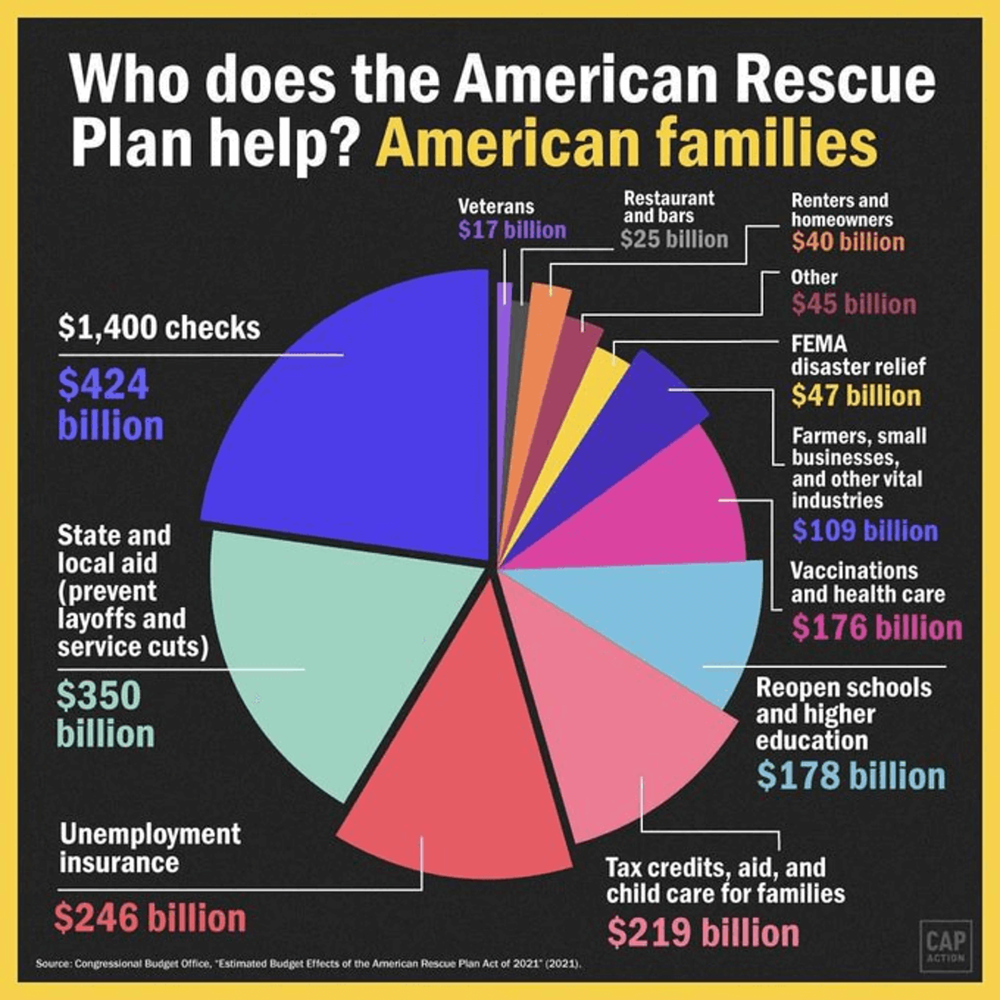 Who does the American Rescue
Plan help? American families
Veterans
$17 billion
Restaurant
and bars
$25 billion
Renters and
homeowners
$40 billion
Other
$45 billion
FEMA
disaster relief
$47 billion
Farmers, small
businesses,
and other vital
industries
$109 billion
Vaccinations
and health care
$176 billion
Reopen schools
and higher
education
$178 billion
Tax credits, aid, and
child care for families
$219 billion
Unemployment
insurance
$246 billion
State and
local aid
(prevent
layoffs and
service cuts)
$350
billion
$1,400 checks
$424
billion
Source: Congressional Budget Office, "Estimated Budget Effects of the American Rescue Plan Act of 2021" (2021).
CAP
ACTION